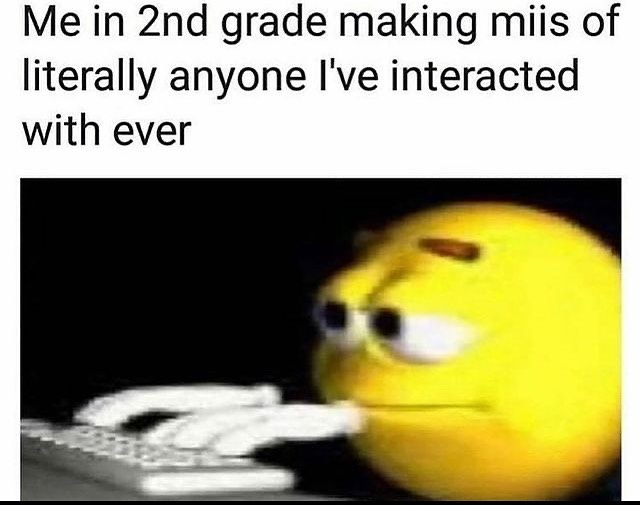 Me in 2nd grade making miis of
literally anyone I've interacted
with ever